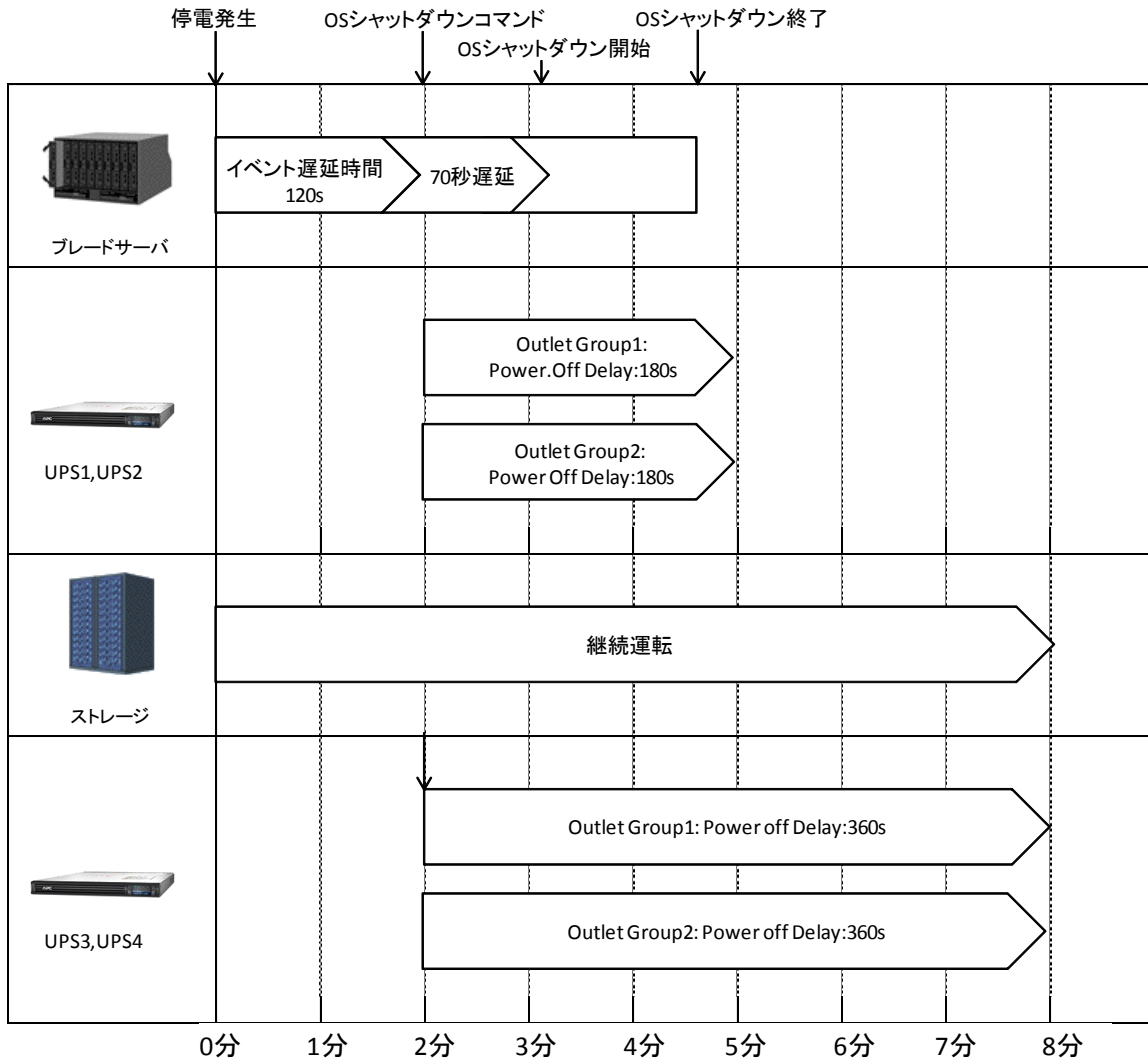 停電発生
OSシャットダウンコマンド
OSシャットダウン終了
OSシャットダウン開始
イベント遅延時間
120s
70秒遅延
ブレードサーバ
Outlet Group1:
Power.Off Delay:180s
Outlet Group2:
Power Off Delay:180s
UPS1,UPS2
継続運転
ストレージ
Outlet Group1: Power off Delay:360s
Outlet Group2: Power off Delay:360s
UPS3,UPS4
0分 1分 2分 3分 4分 5分 6分 7分 8分